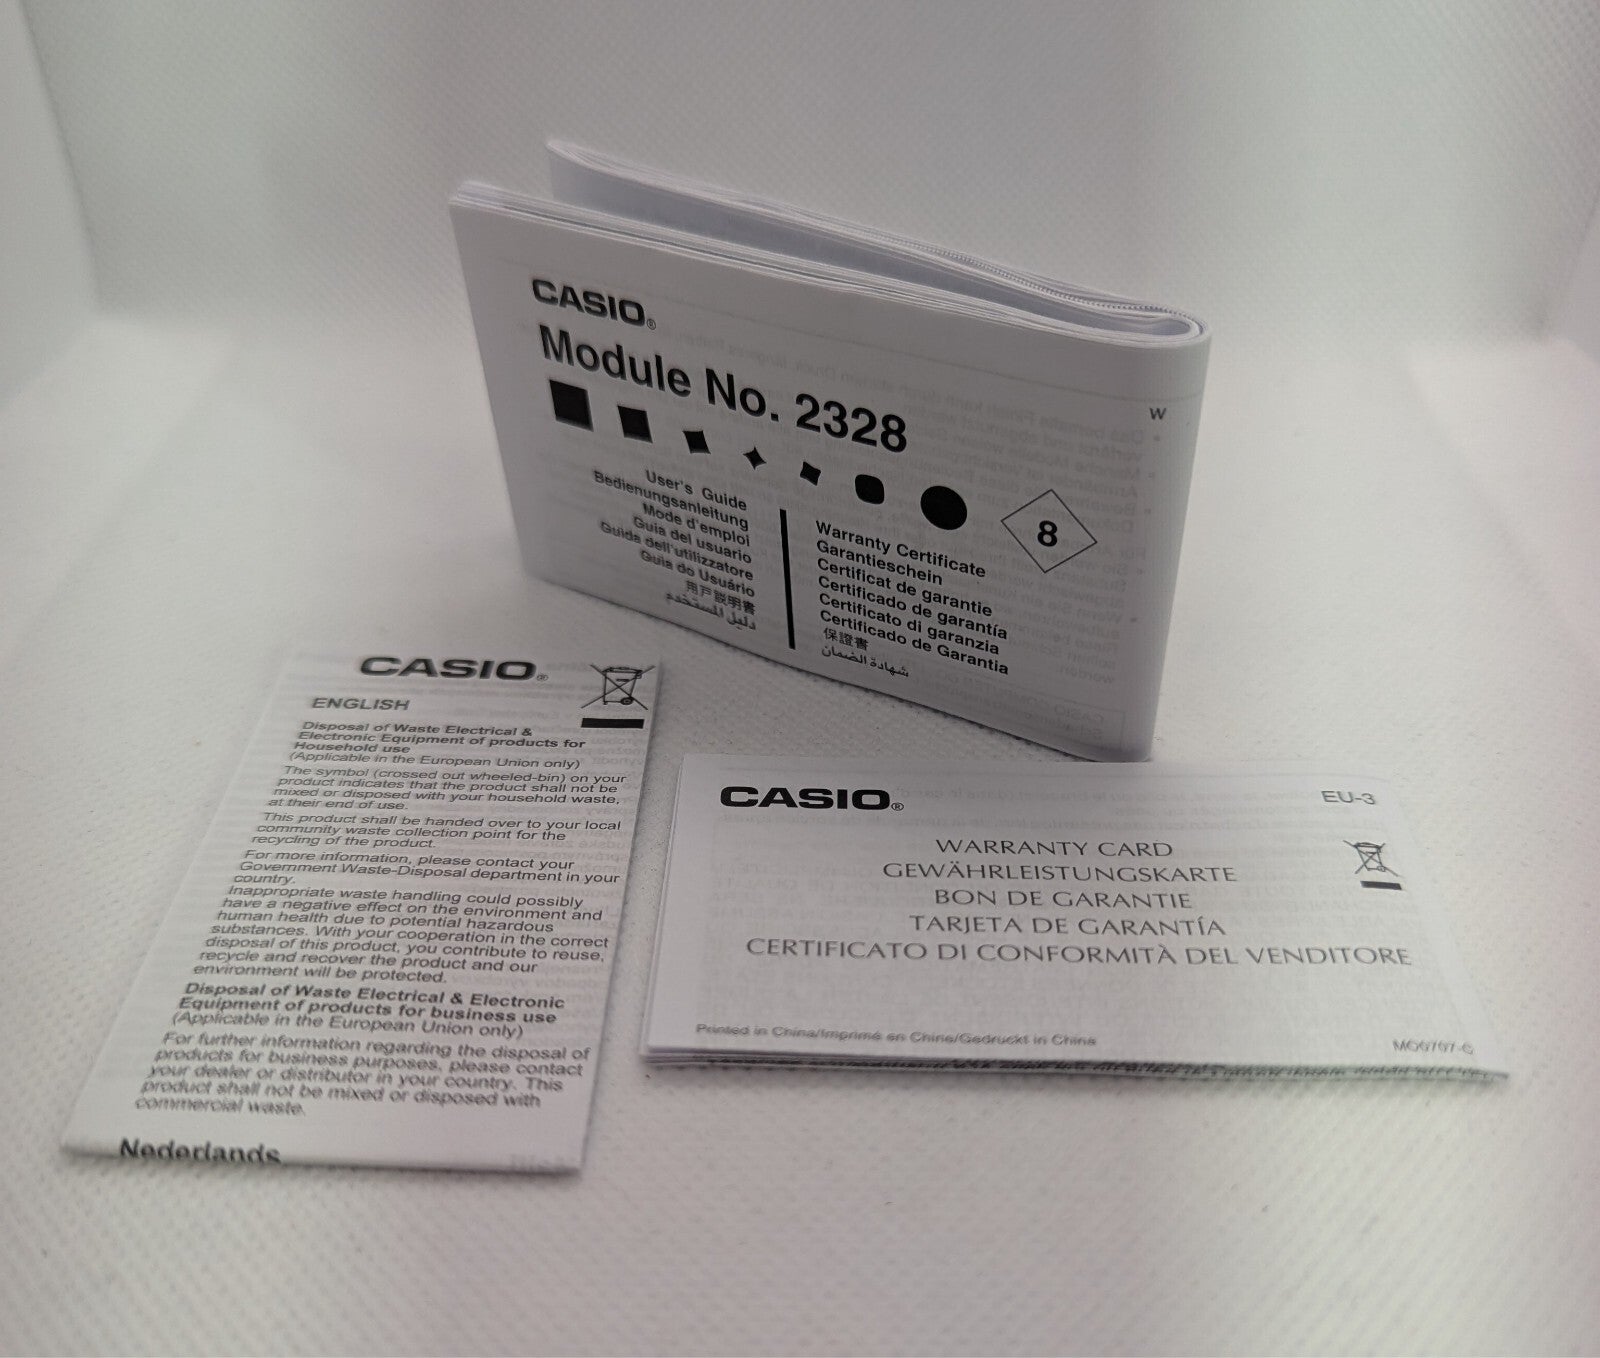 CASIO®
Module No. 2328
W
8
User's Guide
Bedienungsanleitung
Mode d'emploi
Guía del usuario
Guida dell'utilizzatore
Guia do Usuário
用戶説明書
دليل المستخدم
Warranty Certificate
Garantieschein
Certificat de garantie
Certificado de garantía
Certificato di garanzia
Certificado de Garantia
保證書
شهادة الضمان
CASIO®
ENGLISH
Disposal of Waste Electrical &
Electronic Equipment of products for
Household use
(Applicable in the European Union only)
The symbol (crossed out wheeled-bin) on your
product indicates that the product shall not be
mixed or disposed with your household waste,
at their end of use.
This product shall be handed over to your local
community waste collection point for the
recycling of the product.
For more information, please contact your
Government Waste-Disposal department in your
country.
Inappropriate waste handling could possibly
have a negative effect on the environment and
human health due to potential hazardous
substances. With your cooperation in the correct
disposal of this product, you contribute to reuse,
recycle and recover the product and our
environment will be protected.
Disposal of Waste Electrical & Electronic
Equipment of products for business use
(Applicable in the European Union only)
For further information regarding the disposal of
products for business purposes, please contact
your dealer or distributor in your country. This
product shall not be mixed or disposed with
commercial waste.
Nederlands
CASIO®
EU-3
WARRANTY CARD
GEWÄHRLEISTUNGSKARTE
BON DE GARANTIE
TARJETA DE GARANTÍA
CERTIFICATO DI CONFORMITÀ DEL VENDITORE
Printed in China/Imprimé en Chine/Gedruckt in China